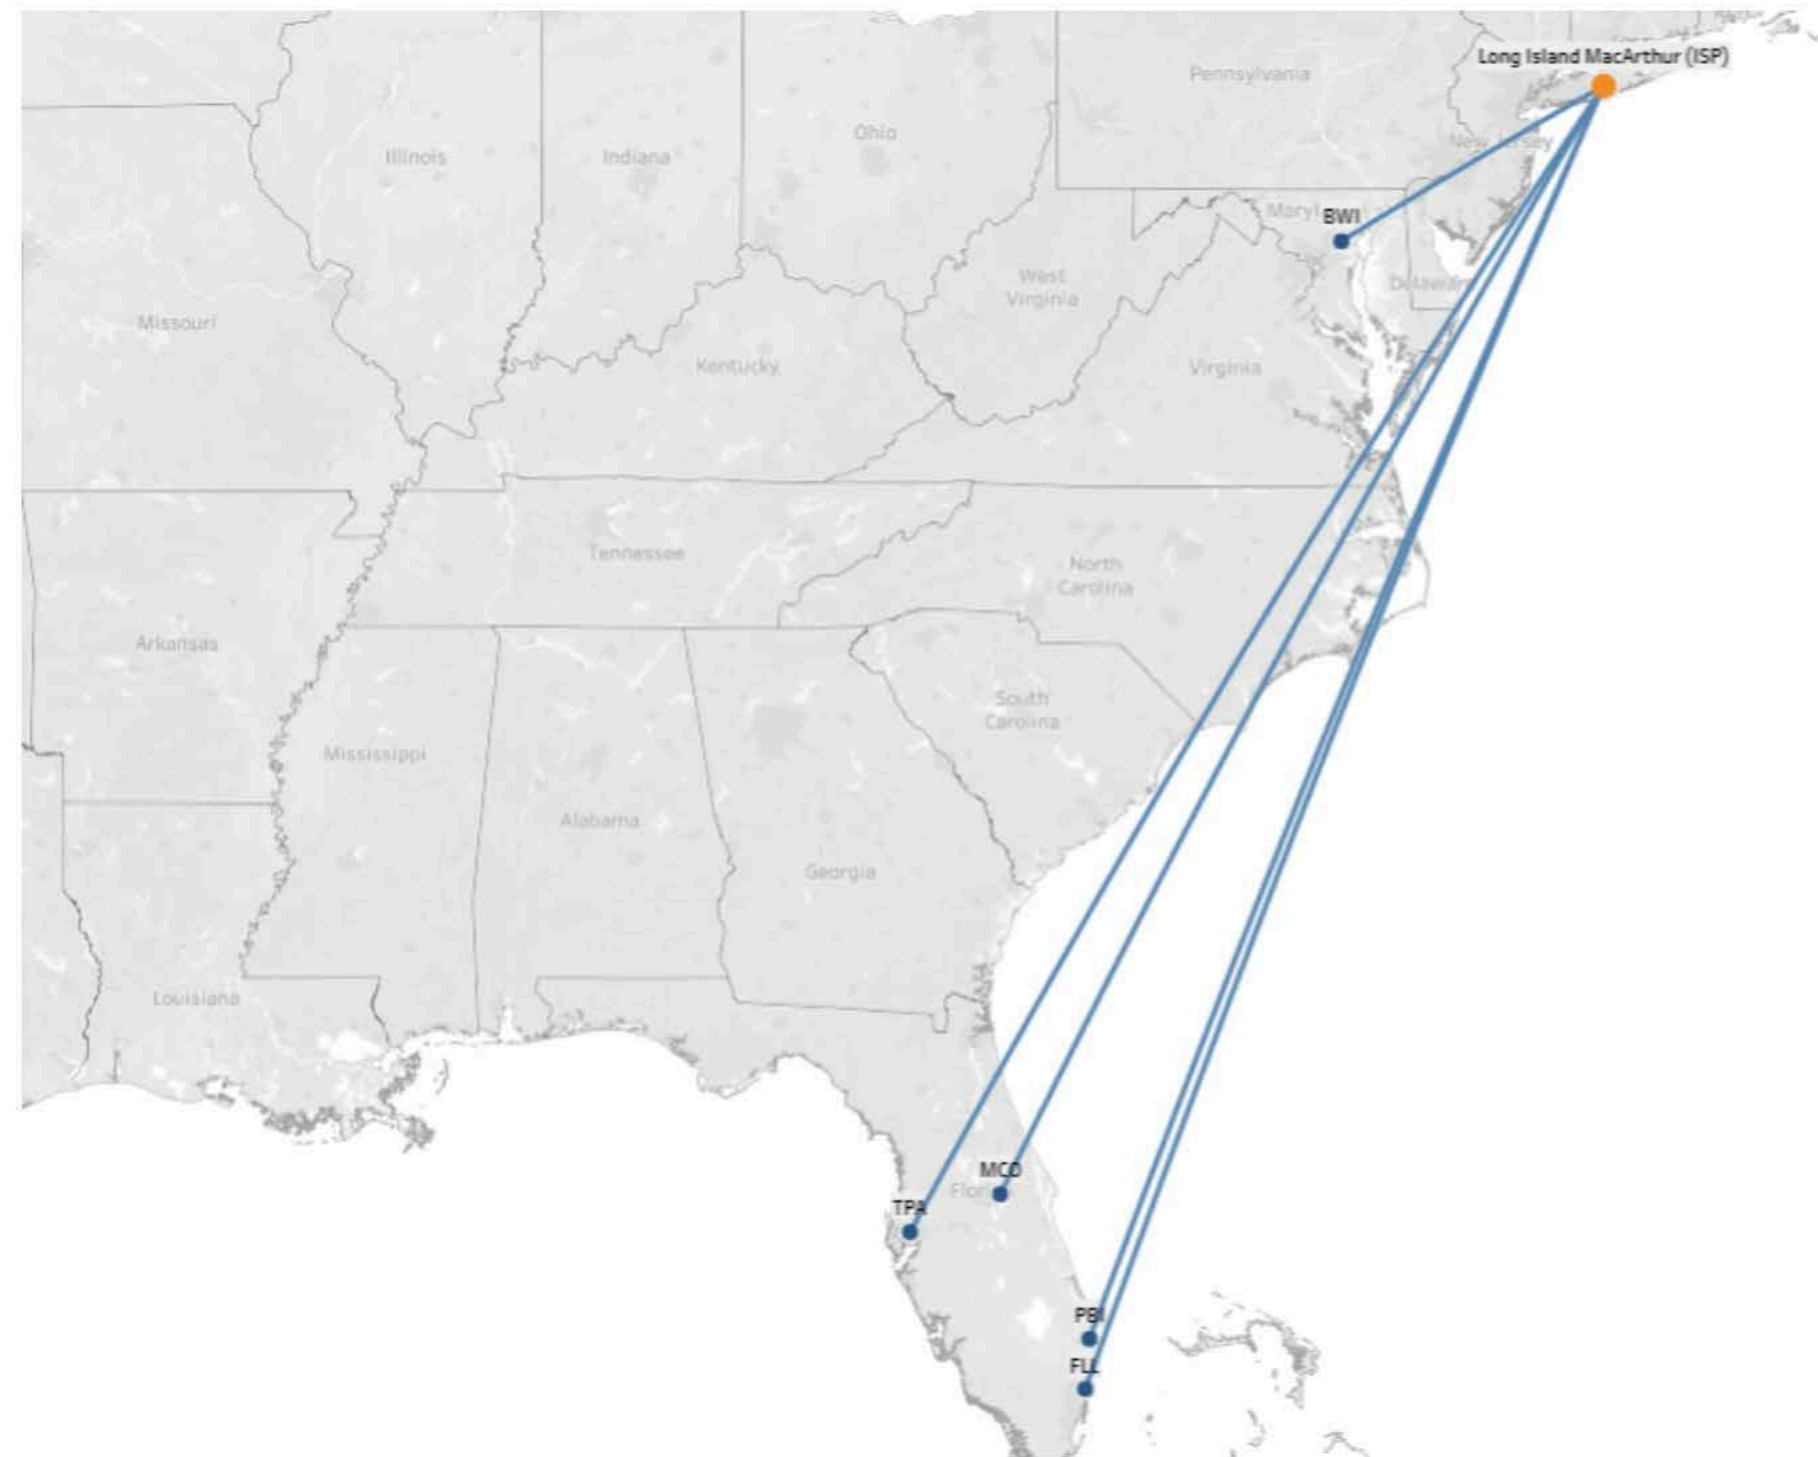 Long Island MacArthur (ISP)
Pennsylvania
Ohio
Illinois
Indiana
New Jersey
Maryl
BWI
West
Virginia
Delaware
Missouri
Kentucky
Virginia
Tennessee
North
Carolina
Arkansas
South
Carolina
Mississippi
Alabama
Georgia
Louisiana
MCO
Flor
TPA
PBI
FLL